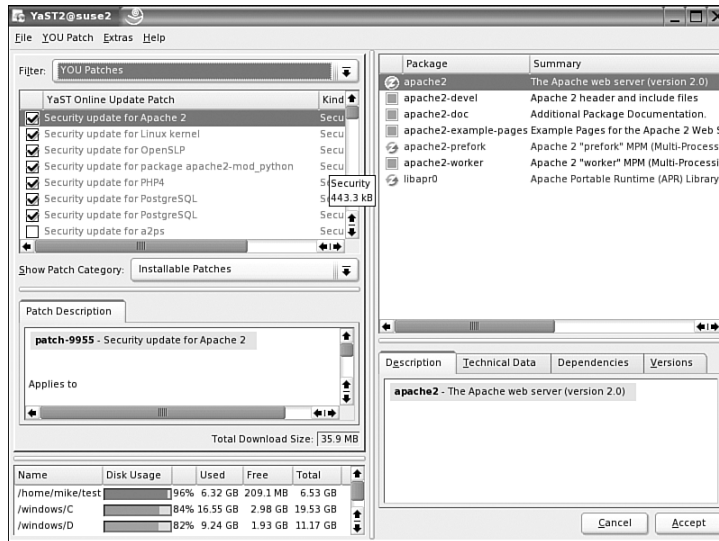 YaST2@suse2
File YOU Patch Extras Help
Filter: YOU Patches
YaST Online Update Patch Kind
Security update for Apache 2 Secu
Security update for Linux kernel Secu
Security update for OpenSLP Secu
Security update for package apache2-mod_python Secu
Security update for PHP4 S
Security update for PostgreSQL Secu
Security update for PostgreSQL Secu
Security update for a2ps Secu
Security
443.3 kB
Show Patch Category: Installable Patches
Patch Description
patch-9955 - Security update for Apache 2
Applies to
Total Download Size: 35.9 MB
Name Disk Usage Used Free Total
/home/mike/test 96% 6.32 GB 209.1 MB 6.53 GB
/windows/C 84% 16.55 GB 2.98 GB 19.53 GB
/windows/D 82% 9.24 GB 1.93 GB 11.17 GB
Package Summary
apache2 The Apache web server (version 2.0)
apache2-devel Apache 2 header and include files
apache2-doc Additional Package Documentation.
apache2-example-pages Example Pages for the Apache 2 Web S
apache2-prefork Apache 2 "prefork" MPM (Multi-Process
apache2-worker Apache 2 "worker" MPM (Multi-Processi
libapr0 Apache Portable Runtime (APR) Library
Description Technical Data Dependencies Versions
apache2 - The Apache web server (version 2.0)
Cancel Accept